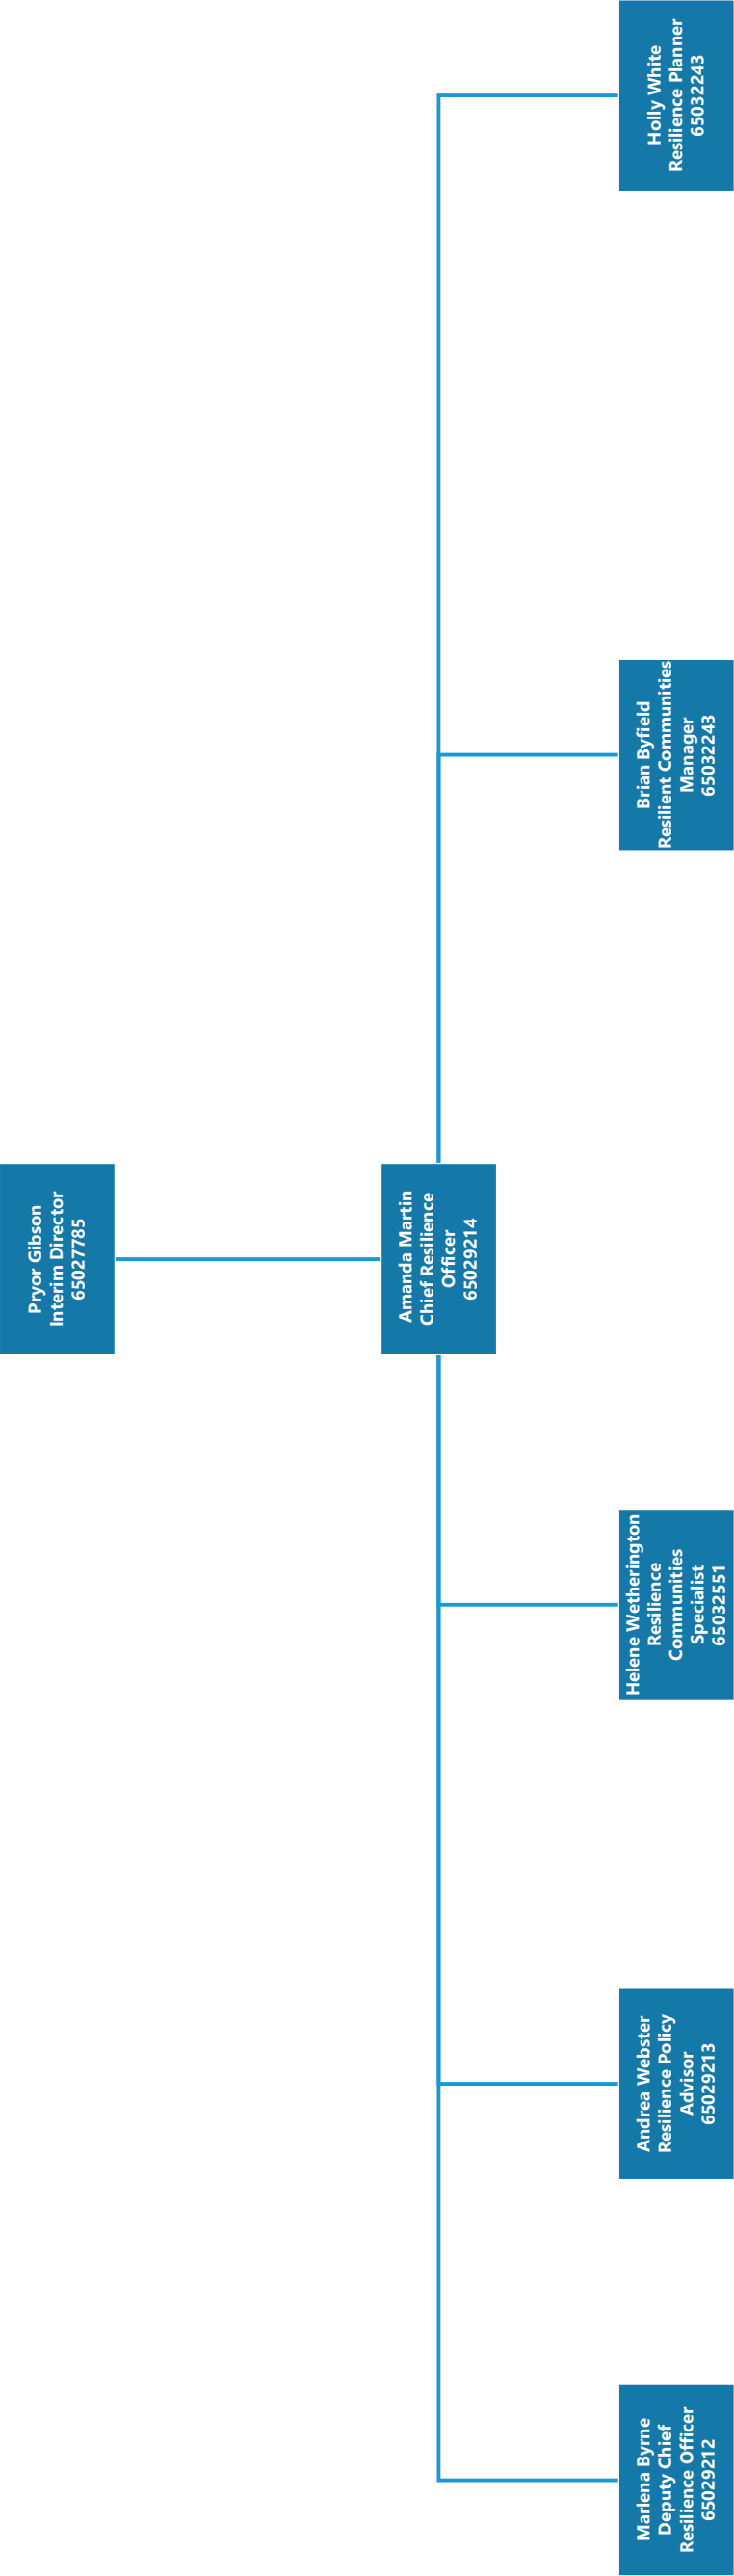 Pryor Gibson
Interim Director
65027785
Amanda Martin
Chief Resilience
Officer
65029214
Marlena Byrne
Deputy Chief
Resilience Officer
65029212
Andrea Webster
Resilience Policy
Advisor
65029213
Helene Wetherington
Resilience
Communities
Specialist
65032551
Brian Byfield
Resilient Communities
Manager
65032243
Holly White
Resilience Planner
65032243